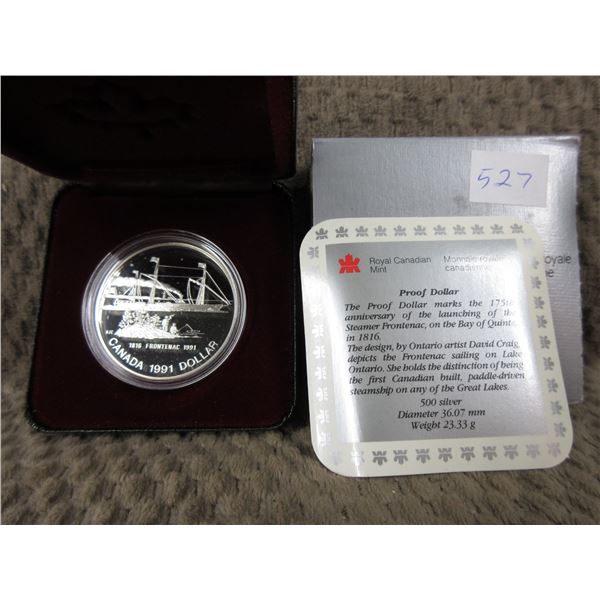 527
Royal Canadian Mint
Monnaie royale
Proof Dollar
The Proof Dollar marks the 175th
anniversary of the launching of the
Steamer Frontenac, on the Bay of Quinte
in 1816.
The design, by Ontario artist David Craig,
depicts the Frontenac sailing on Lake
Ontario. She holds the distinction of being
the first Canadian built, paddle-driven
steamship on any of the Great Lakes.
500 silver
Diameter 36.07 mm
Weight 23.33 g
1816 FRONTENAC 1991
CANADA 1991 DOLLAR